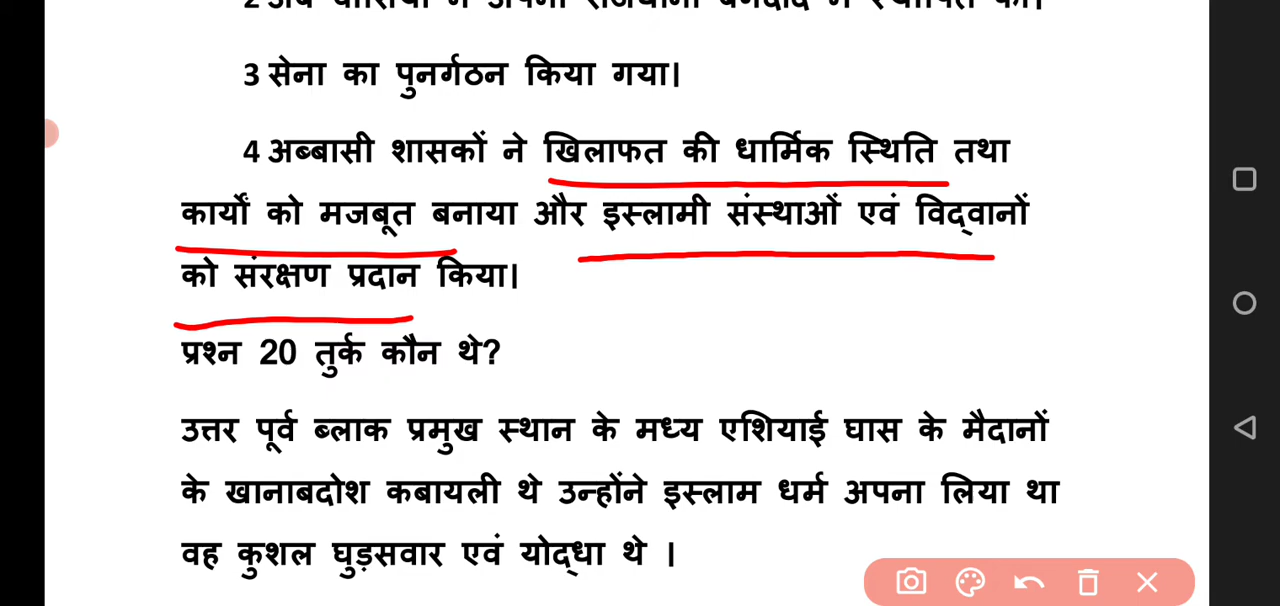 3 सेना का पुनर्गठन किया गया।
4 अब्बासी शासकों ने खिलाफत की धार्मिक स्थिति तथा
कार्यों को मजबूत बनाया और इस्लामी संस्थाओं एवं विद्वानों
को संरक्षण प्रदान किया।
प्रश्न 20 तुर्क कौन थे?
उत्तर पूर्व ब्लाक प्रमुख स्थान के मध्य एशियाई घास के मैदानों
के खानाबदोश कबायली थे उन्होंने इस्लाम धर्म अपना लिया था
वह कुशल घुड़सवार एवं योद्धा थे ।